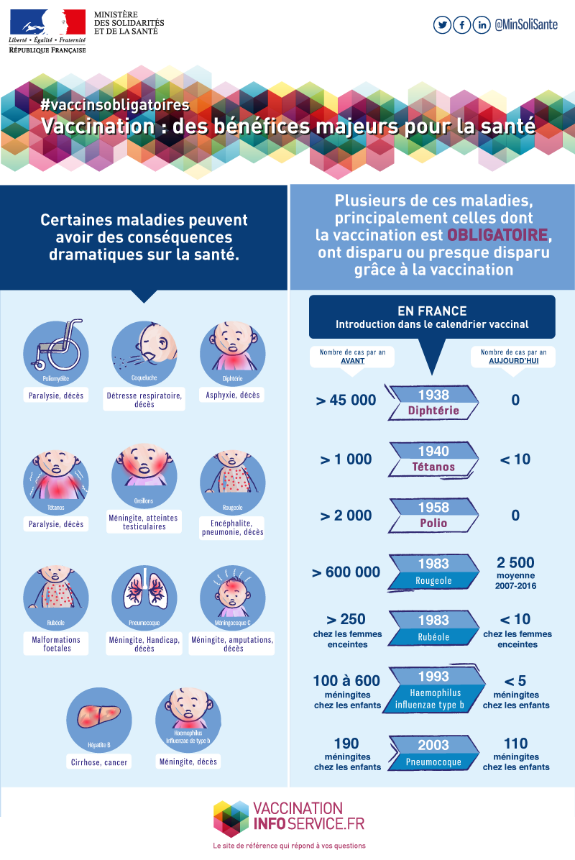 MINISTÈRE
DES SOLIDARITÉS
ET DE LA SANTÉ
Liberté • Égalité • Fraternité
RÉPUBLIQUE FRANÇAISE
@MinSoliSante
#vaccinsobligatoires
Vaccination : des bénéfices majeurs pour la santé
Certaines maladies peuvent
avoir des conséquences
dramatiques sur la santé.
Poliomyélite
Paralysie, décès
Coqueluche
Détresse respiratoire,
décès
Diphtérie
Asphyxie, décès
Tétanos
Paralysie, décès
Oreillons
Méningite, atteintes
testiculaires
Rougeole
Encéphalite,
pneumonie, décès
Rubéole
Malformations
foetales
Pneumocoque
Méningite, Handicap,
décès
Méningocoque C
Méningite, amputations,
décès
Hépatite B
Cirrhose, cancer
Haemophilus
Influenzae de type b
Méningite, décès
Plusieurs de ces maladies,
principalement celles dont
la vaccination est OBLIGATOIRE,
ont disparu ou presque disparu
grâce à la vaccination
EN FRANCE
Introduction dans le calendrier vaccinal
Nombre de cas par an
AVANT
Nombre de cas par an
AUJOURD'HUI
> 45 000
1938
Diphtérie
0
> 1 000
1940
Tétanos
< 10
> 2 000
1958
Polio
0
> 600 000
1983
Rougeole
2 500
moyenne
2007-2016
> 250
chez les femmes
enceintes
1983
Rubéole
< 10
chez les femmes
enceintes
100 à 600
méningites
chez les enfants
1993
Haemophilus
influenzae type b
< 5
méningites
chez les enfants
190
méningites
chez les enfants
2003
Pneumocoque
110
méningites
chez les enfants
VACCINATION
INFO SERVICE.FR
Le site de référence qui répond à vos questions